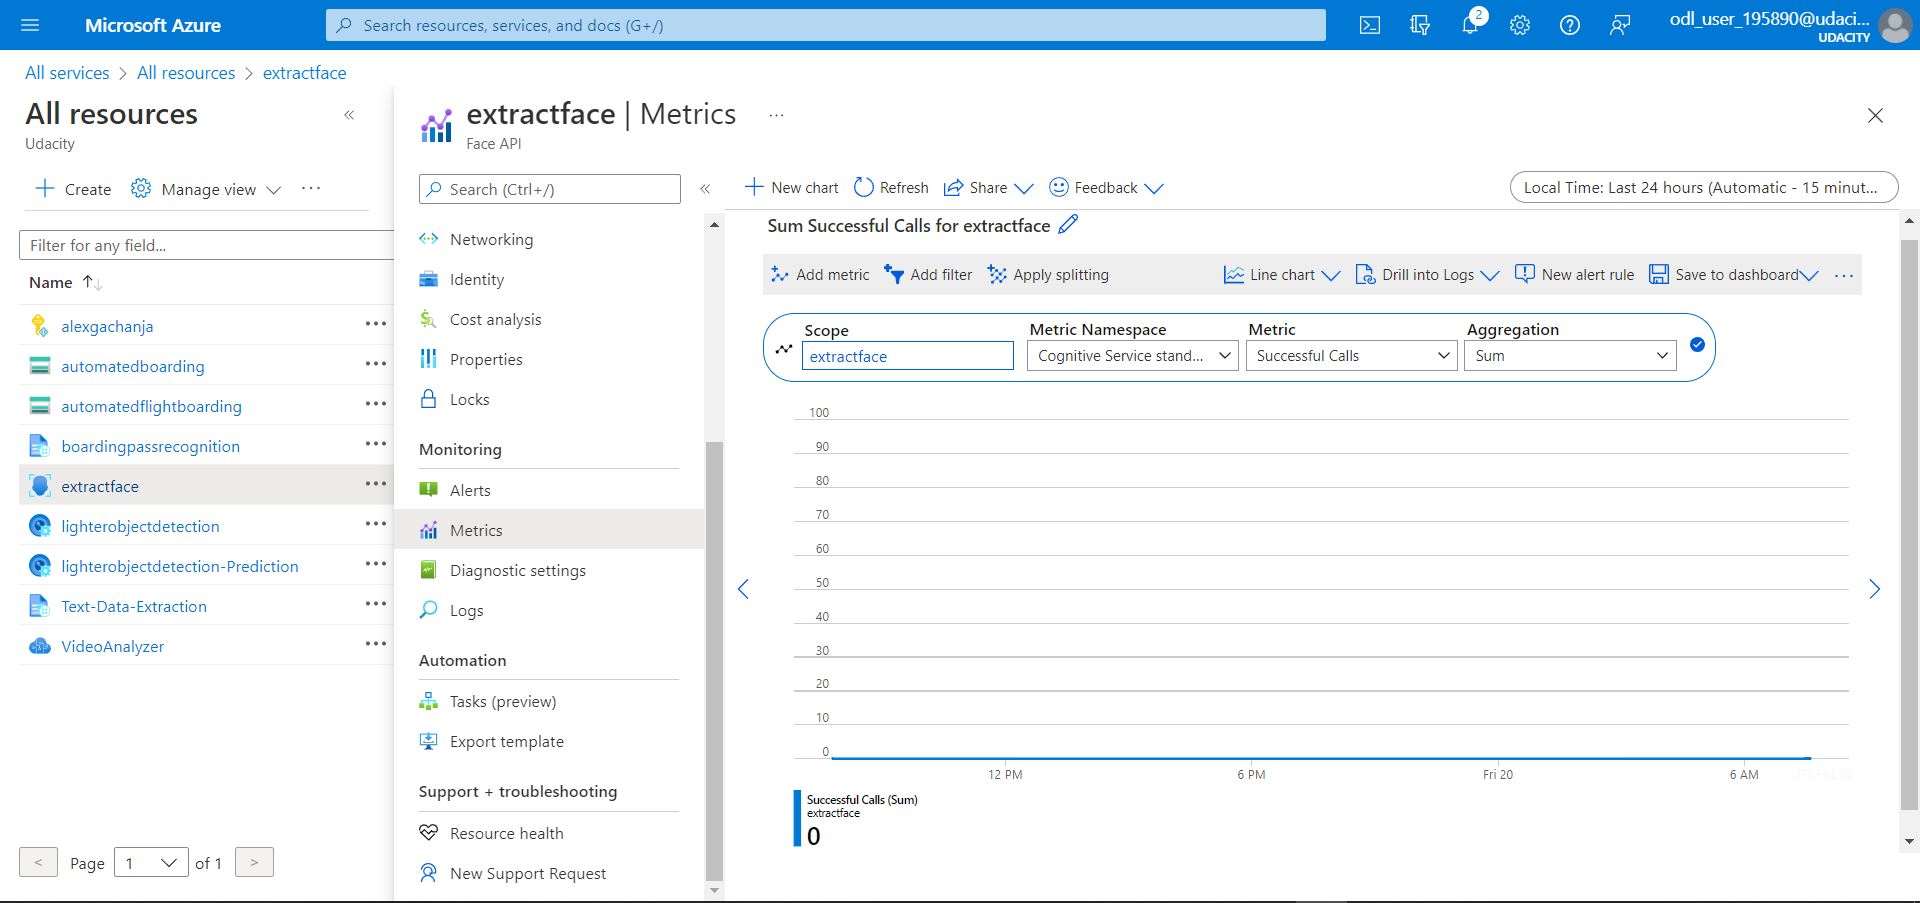 Microsoft Azure
Search resources, services, and docs (G+/)
2
odl_user_195890@udaci...
UDACITY
All services > All resources > extractface
All resources
Udacity
Create Manage view
Filter for any field...
Name
alexgachanja
automatedboarding
automatedflightboarding
boardingpassrecognition
extractface
lighterobjectdetection
lighterobjectdetection-Prediction
Text-Data-Extraction
VideoAnalyzer
< Page 1 of 1 >
extractface | Metrics
Face API
Search (Ctrl+/)
Networking
Identity
Cost analysis
Properties
Locks
Monitoring
Alerts
Metrics
Diagnostic settings
Logs
Automation
Tasks (preview)
Export template
Support + troubleshooting
Resource health
New Support Request
New chart Refresh Share Feedback
Local Time: Last 24 hours (Automatic - 15 minut...
Sum Successful Calls for extractface
Add metric Add filter Apply splitting Line chart Drill into Logs New alert rule Save to dashboard
Scope Metric Namespace Metric Aggregation
extractface Cognitive Service stand... Successful Calls Sum
100
90
80
70
60
50
40
30
20
10
0
12 PM 6 PM Fri 20 6 AM
Successful Calls (Sum)
extractface
0